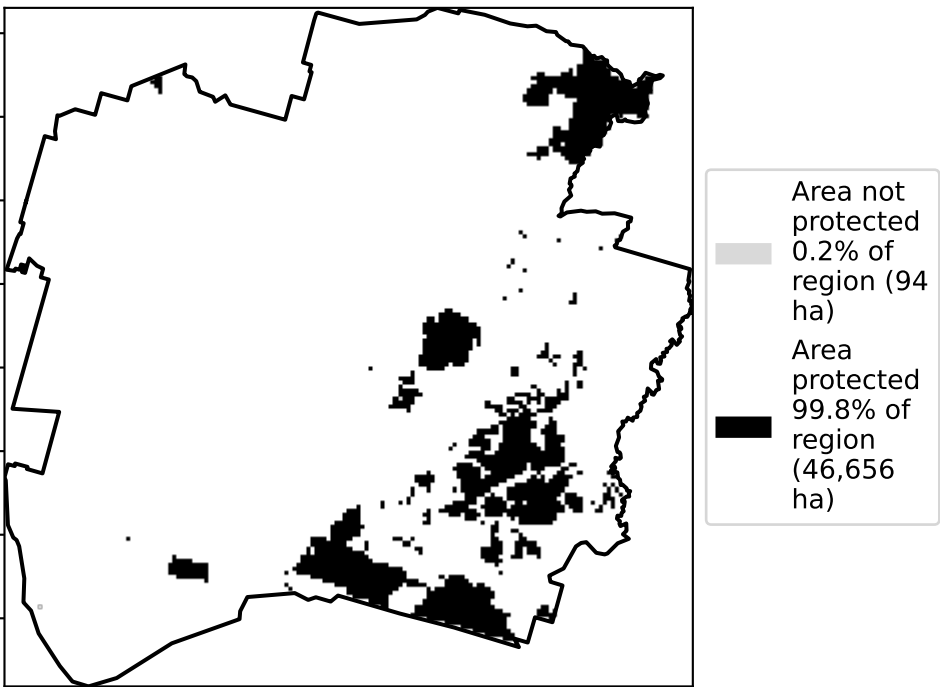 Area not
protected
0.2% of
region (94
ha)
Area
protected
99.8% of
region
(46,656
ha)